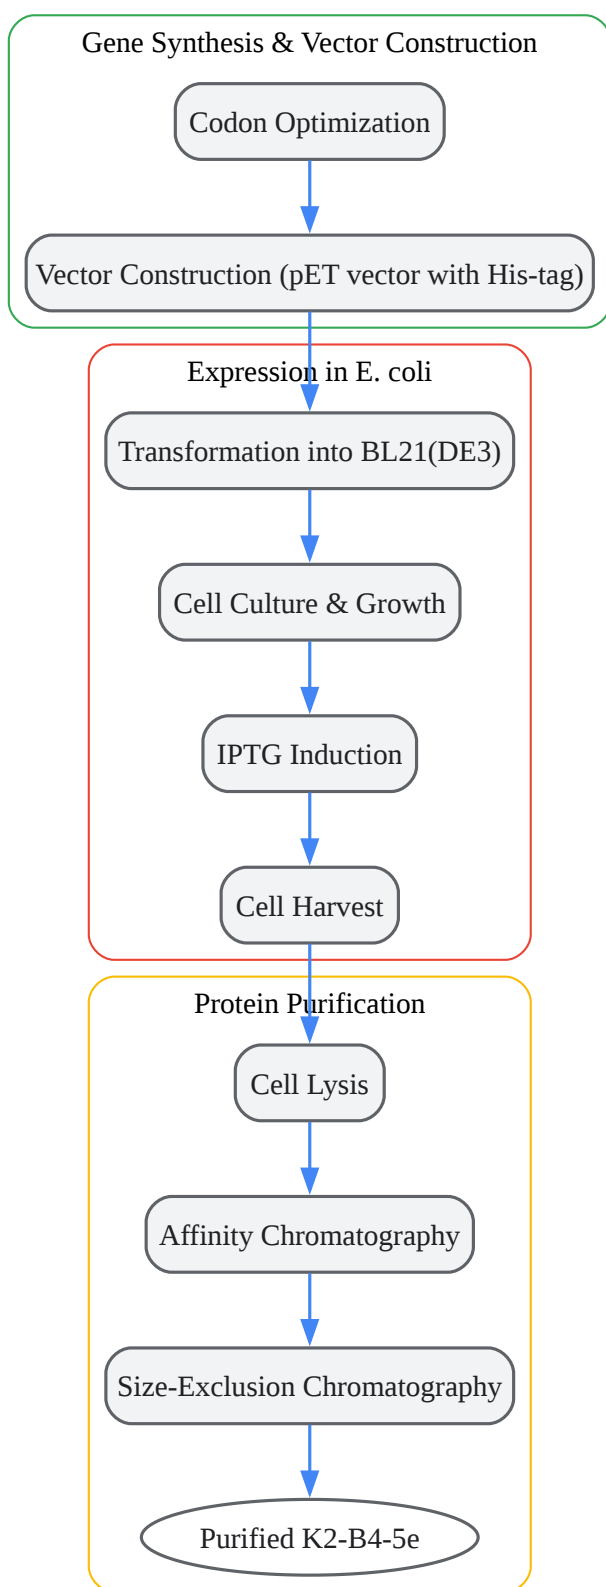 Gene Synthesis & Vector Construction
Codon Optimization
Vector Construction (pET vector with His-tag)
Expression in E. coli
Transformation into BL21(DE3)
Cell Culture & Growth
IPTG Induction
Cell Harvest
Protein Purification
Cell Lysis
Affinity Chromatography
Size-Exclusion Chromatography
Purified K2-B4-5e